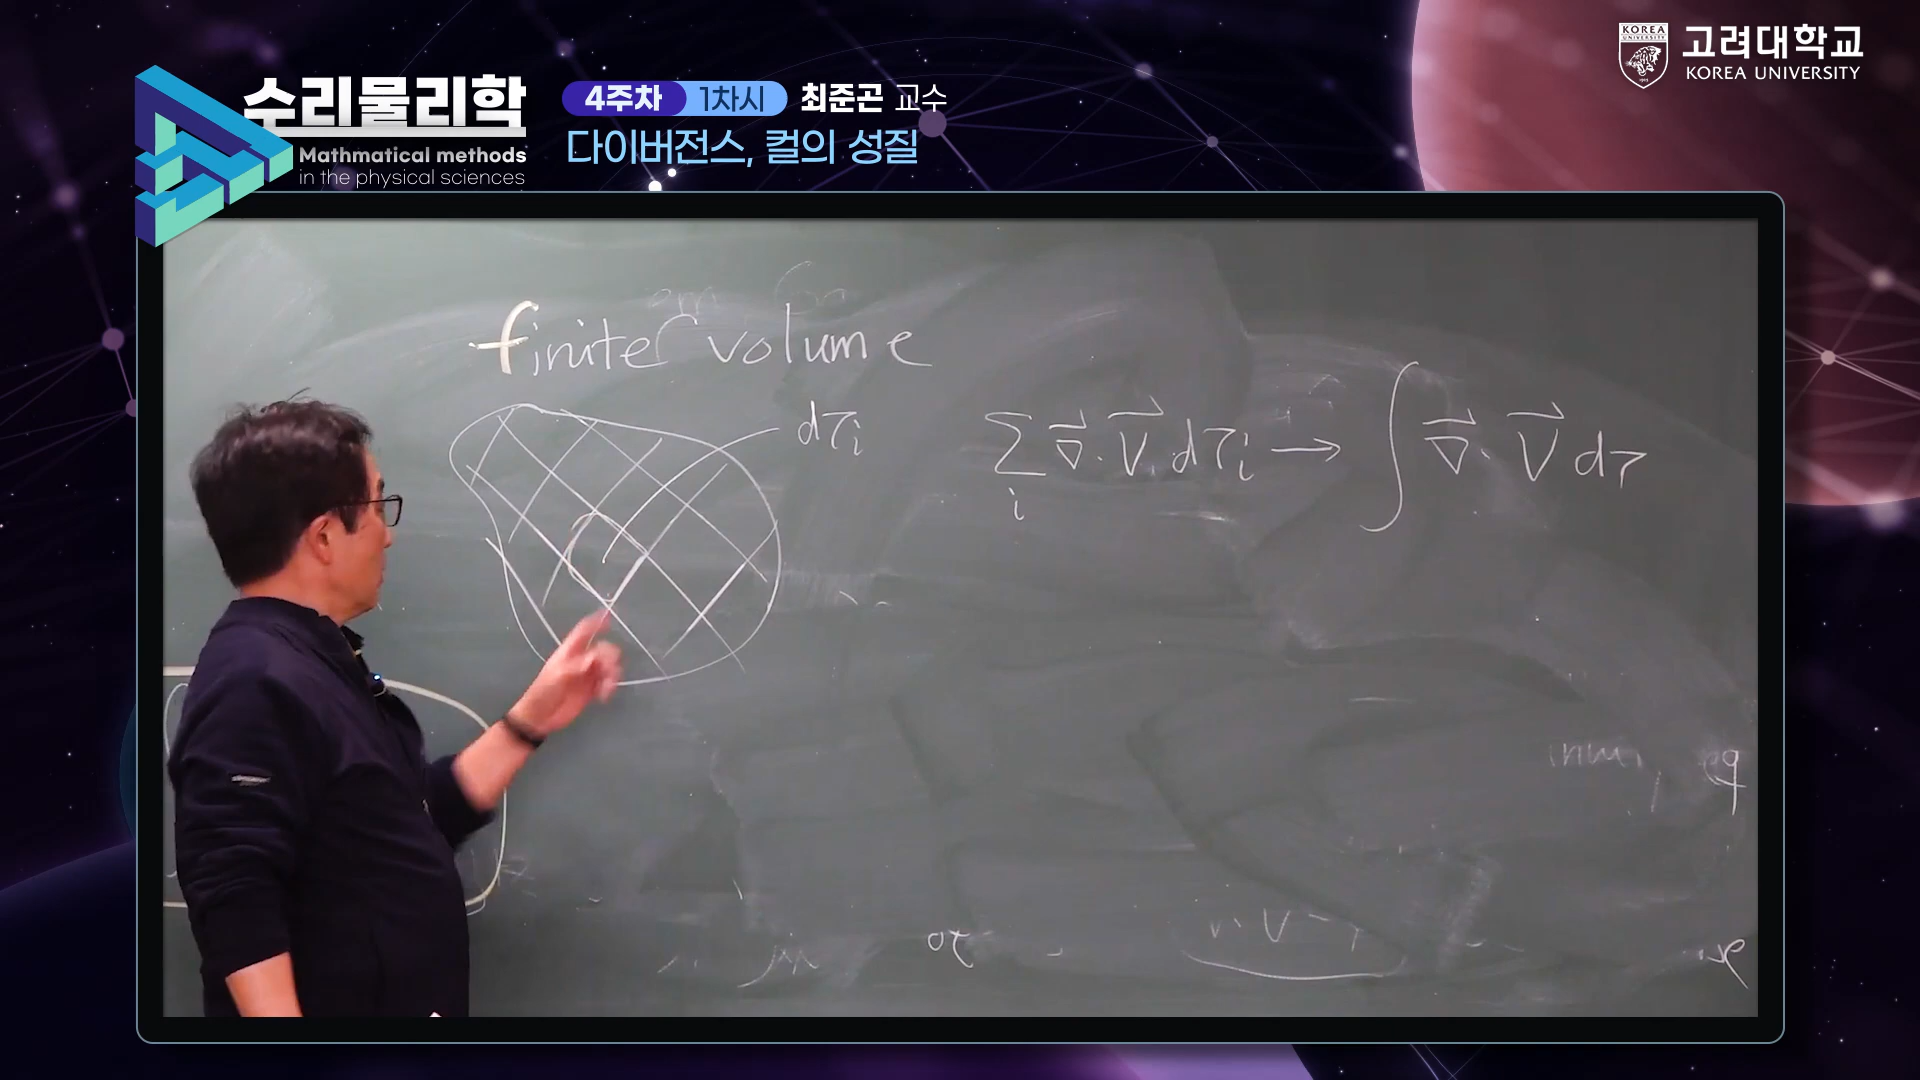 KOREA
UNIVERSITY
1905
고려대학교
KOREA UNIVERSITY
수리물리학
Mathmatical methods
in the physical sciences
4주차 1차시 최준곤 교수
다이버전스, 컬의 성질
finite volume
dτᵢ
∑ᵢ ∇⃗·V⃗ dτᵢ → ∫ ∇⃗·V⃗ dτ